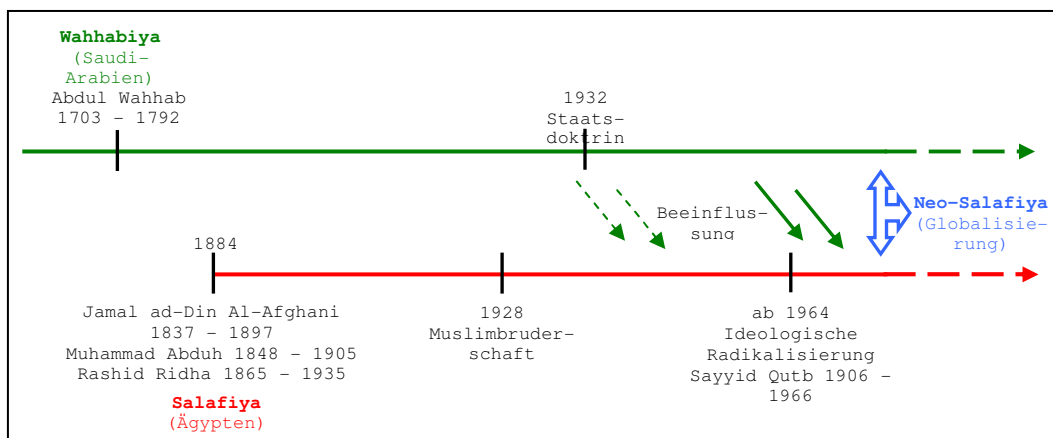 Wahhabiya
(Saudi-
Arabien)
Abdul Wahhab
1703 - 1792
1932
Staats-
doktrin
Beeinflus-
sung
Neo-Salafiya
(Globalisie-
rung)
1884
Jamal ad-Din Al-Afghani
1837 - 1897
Muhammad Abduh 1848 - 1905
Rashid Ridha 1865 - 1935
Salafiya
(Ägypten)
1928
Muslimbruder-
schaft
ab 1964
Ideologische
Radikalisierung
Sayyid Qutb 1906 -
1966